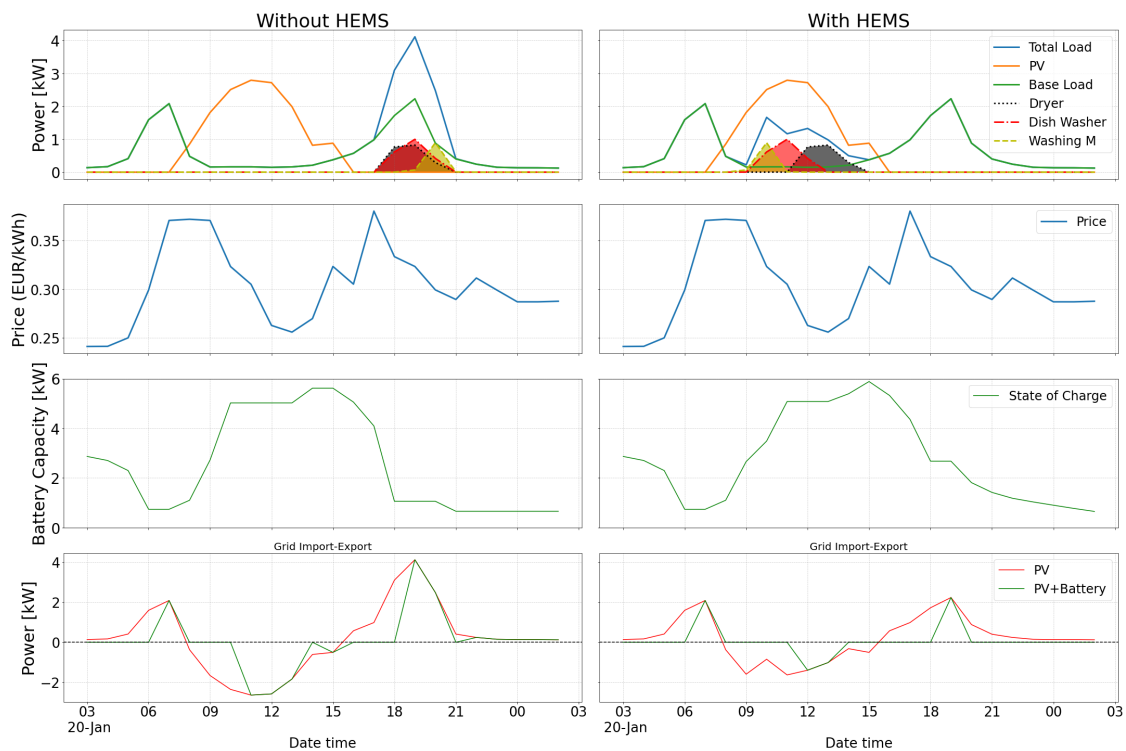 Without HEMS
With HEMS
Power [kW]
4
3
2
1
0
Total Load
PV
Base Load
Dryer
Dish Washer
Washing M
Price (EUR/kWh)
0.35
0.30
0.25
Price
Battery Capacity [kW]
6
4
2
0
State of Charge
Grid Import-Export
Grid Import-Export
Power [kW]
4
2
0
−2
PV
PV+Battery
03 06 09 12 15 18 21 00 03
20-Jan
Date time
03 06 09 12 15 18 21 00 03
20-Jan
Date time